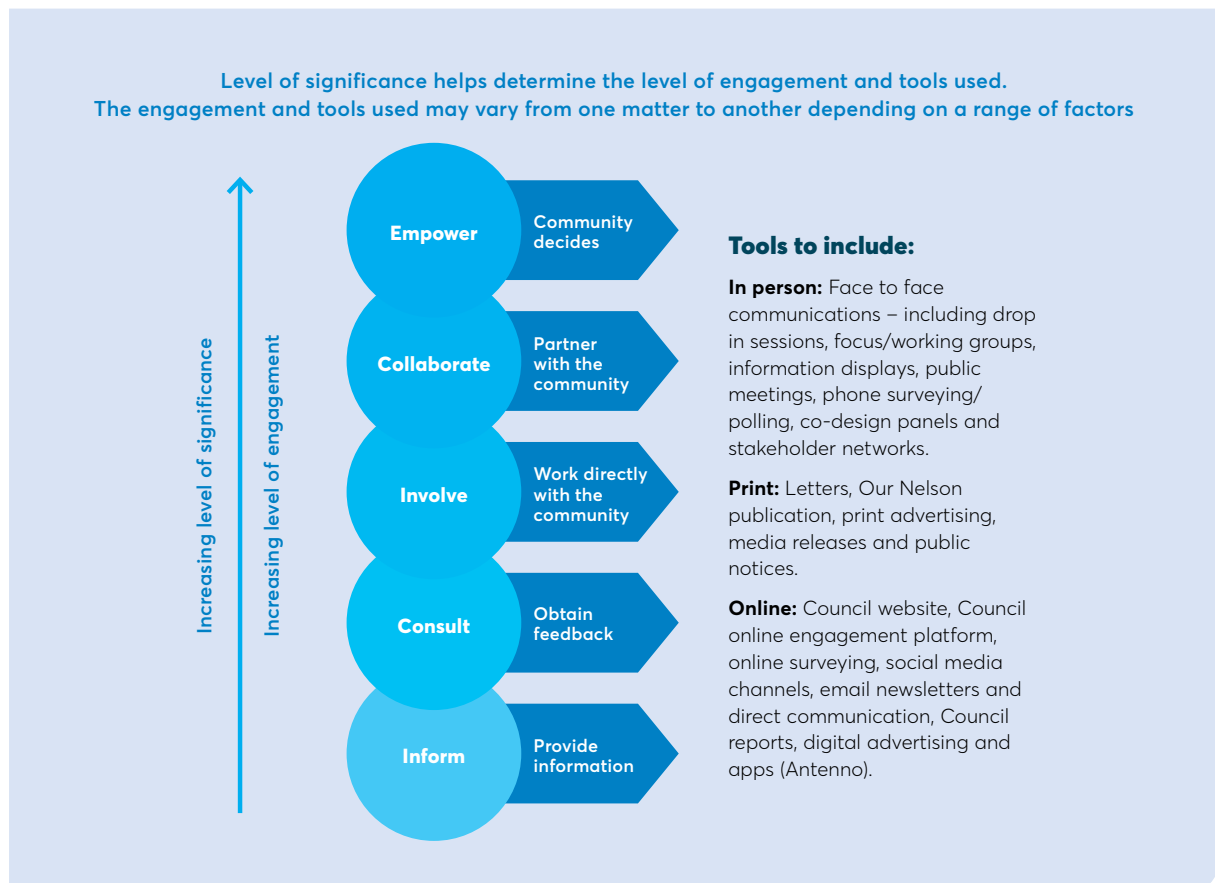 Level of significance helps determine the level of engagement and tools used.
The engagement and tools used may vary from one matter to another depending on a range of factors
Increasing level of significance
Increasing level of engagement
Empower
Community
decides
Collaborate
Partner
with the
community
Involve
Work directly
with the
community
Consult
Obtain
feedback
Inform
Provide
information
Tools to include:
In person: Face to face
communications – including drop
in sessions, focus/working groups,
information displays, public
meetings, phone surveying/
polling, co-design panels and
stakeholder networks.
Print: Letters, Our Nelson
publication, print advertising,
media releases and public
notices.
Online: Council website, Council
online engagement platform,
online surveying, social media
channels, email newsletters and
direct communication, Council
reports, digital advertising and
apps (Antenno).